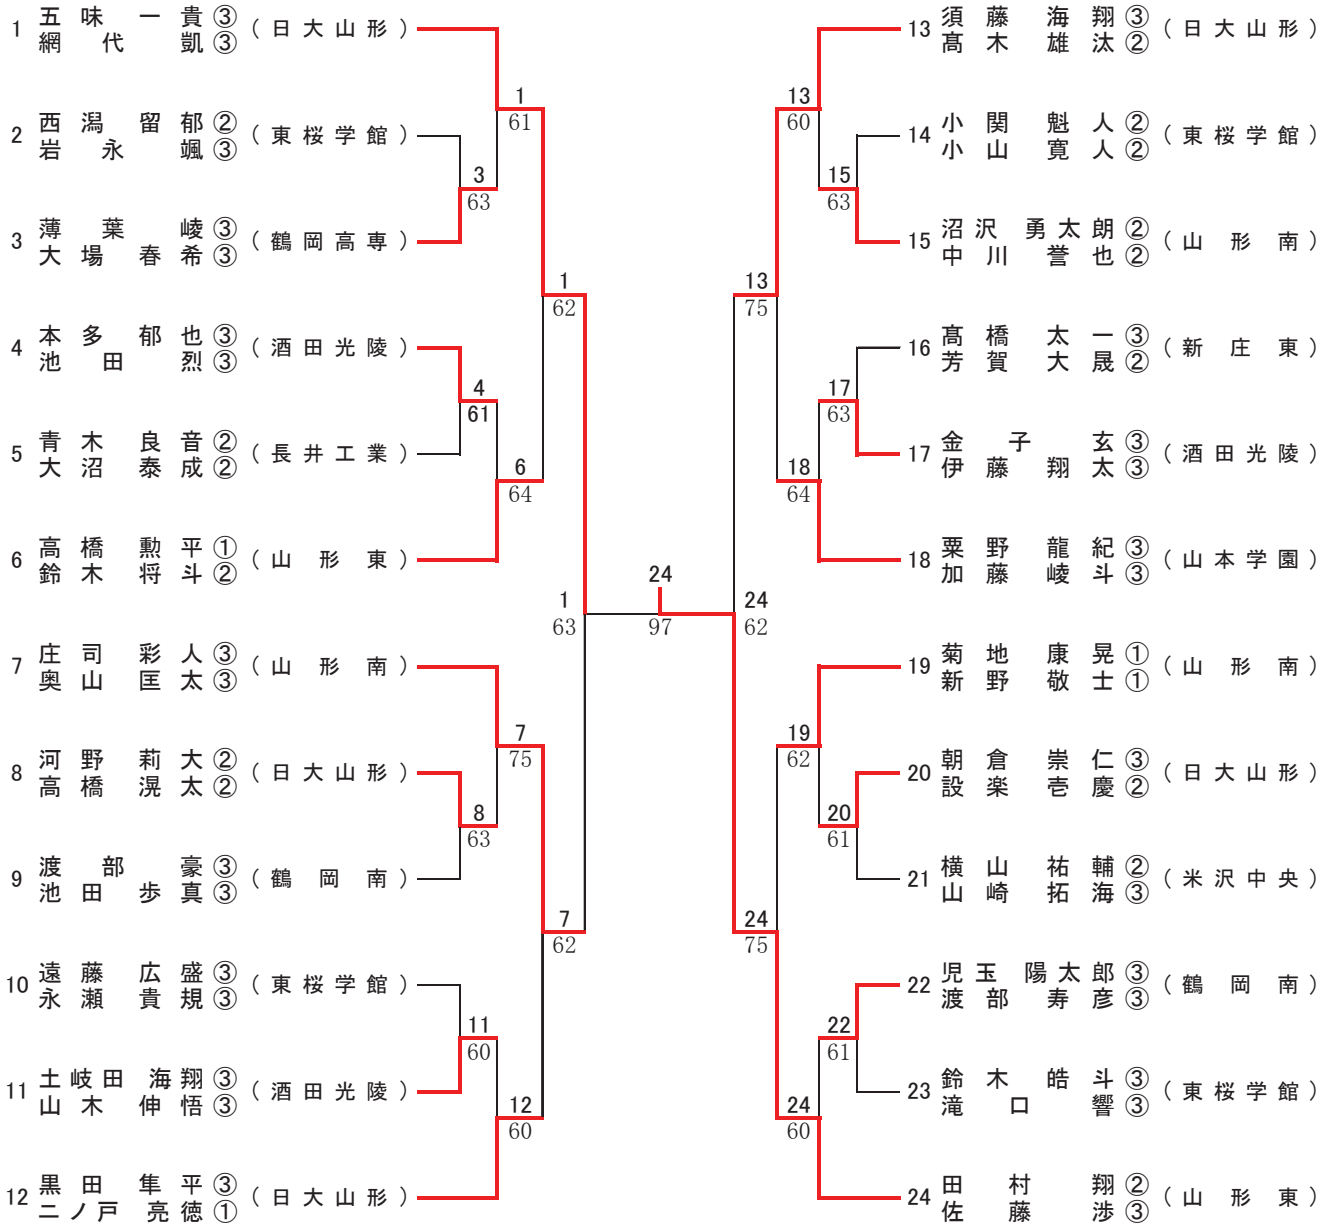 1 五味一貴③ (日大山形)
網代凱③
2 西潟留郁② (東桜学館)
岩永颯③
3 薄葉崚③ (鶴岡高専)
大場春希③
4 本多郁也③ (酒田光陵)
池田烈③
5 青木良音② (長井工業)
大沼泰成②
6 高橋勲平① (山形東)
鈴木将斗②
7 庄司彩人③ (山形南)
奥山匡太③
8 河野莉大② (日大山形)
高橋滉太②
9 渡部豪③ (鶴岡南)
池田歩真③
10 遠藤広盛③ (東桜学館)
永瀬貴規③
11 土岐田海翔③ (酒田光陵)
山木伸悟③
12 黒田隼平③ (日大山形)
二ノ戸亮徳①
1
61
3
63
1
62
4
61
6
64
1
63
7
75
8
63
7
62
11
60
12
60
24
97
13
60
15
63
13
75
17
63
18
64
24
62
19
62
20
61
24
75
22
61
24
60
13 須藤海翔③ (日大山形)
髙木雄汰②
14 小関魁人② (東桜学館)
小山寛人②
15 沼沢勇太朗② (山形南)
中川誉也②
16 髙橋太一③ (新庄東)
芳賀大晟②
17 金子玄③ (酒田光陵)
伊藤翔太③
18 粟野龍紀③ (山本学園)
加藤崚斗③
19 菊地康晃① (山形南)
新野敬士①
20 朝倉崇仁③ (日大山形)
設楽壱慶②
21 横山祐輔② (米沢中央)
山崎拓海③
22 児玉陽太郎③ (鶴岡南)
渡部寿彦③
23 鈴木皓斗③ (東桜学館)
滝口響③
24 田村翔② (山形東)
佐藤渉③